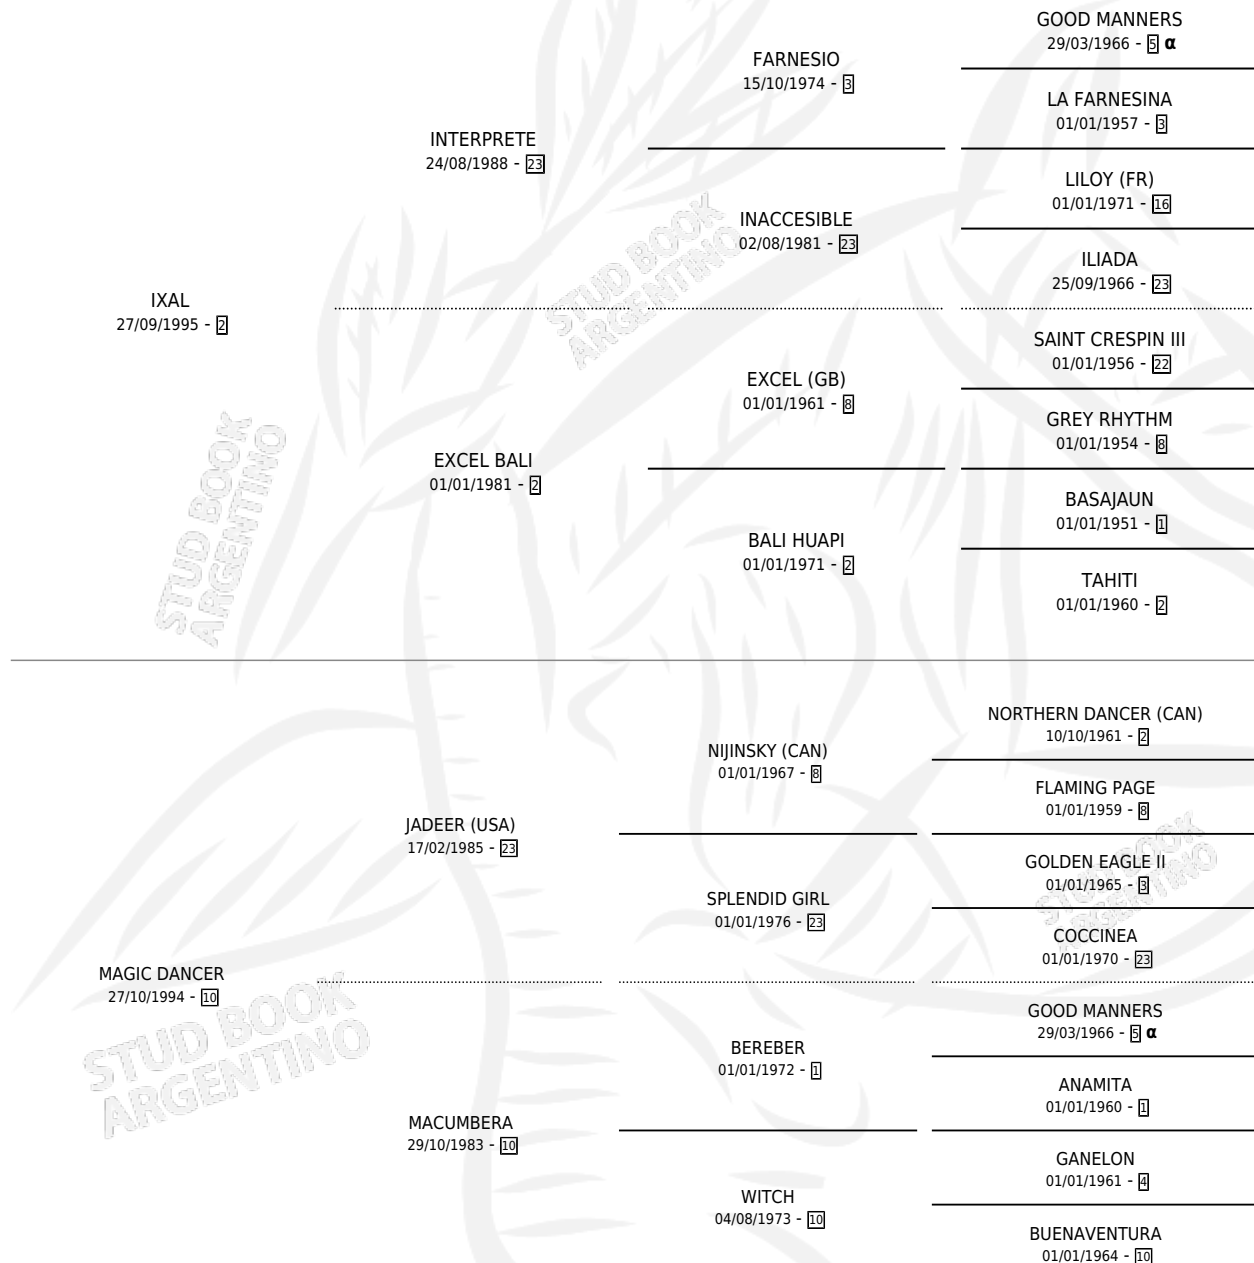 GOOD MANNERS
29/03/1966 - 5 α
FARNESIO
15/10/1974 - 3
LA FARNESINA
01/01/1957 - 3
INTERPRETE
24/08/1988 - 23
LILOY (FR)
01/01/1971 - 16
INACCESIBLE
02/08/1981 - 23
ILIADA
25/09/1966 - 23
IXAL
27/09/1995 - 2
SAINT CRESPIN III
01/01/1956 - 22
EXCEL (GB)
01/01/1961 - 8
GREY RHYTHM
01/01/1954 - 8
EXCEL BALI
01/01/1981 - 2
BASAJAUN
01/01/1951 - 1
BALI HUAPI
01/01/1971 - 2
TAHITI
01/01/1960 - 2
NORTHERN DANCER (CAN)
10/10/1961 - 2
NIJINSKY (CAN)
01/01/1967 - 8
FLAMING PAGE
01/01/1959 - 8
JADEER (USA)
17/02/1985 - 23
GOLDEN EAGLE II
01/01/1965 - 3
SPLENDID GIRL
01/01/1976 - 23
COCCINEA
01/01/1970 - 23
MAGIC DANCER
27/10/1994 - 10
GOOD MANNERS
29/03/1966 - 5 α
BEREBER
01/01/1972 - 1
ANAMITA
01/01/1960 - 1
MACUMBERA
29/10/1983 - 10
GANELON
01/01/1961 - 4
WITCH
04/08/1973 - 10
BUENAVENTURA
01/01/1964 - 10
STUD BOOK
ARGENTINO
STUD BOOK
ARGENTINO
STUD BOOK
ARGENTINO
STUD BOOK
ARGENTINO